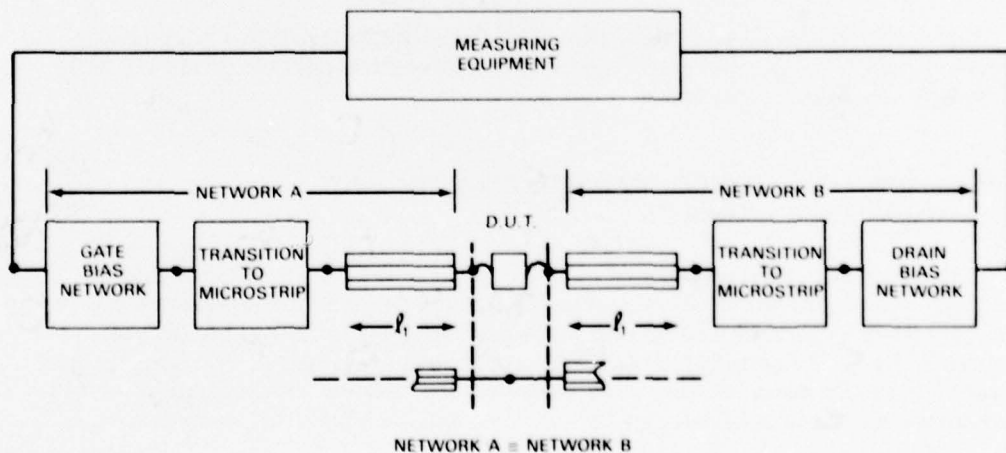 MEASURING
EQUIPMENT
NETWORK A
NETWORK B
D.U.T.
GATE
BIAS
NETWORK
TRANSITION
TO
MICROSTRIP
TRANSITION
TO
MICROSTRIP
DRAIN
BIAS
NETWORK
ℓ₁
ℓ₁
NETWORK A = NETWORK B